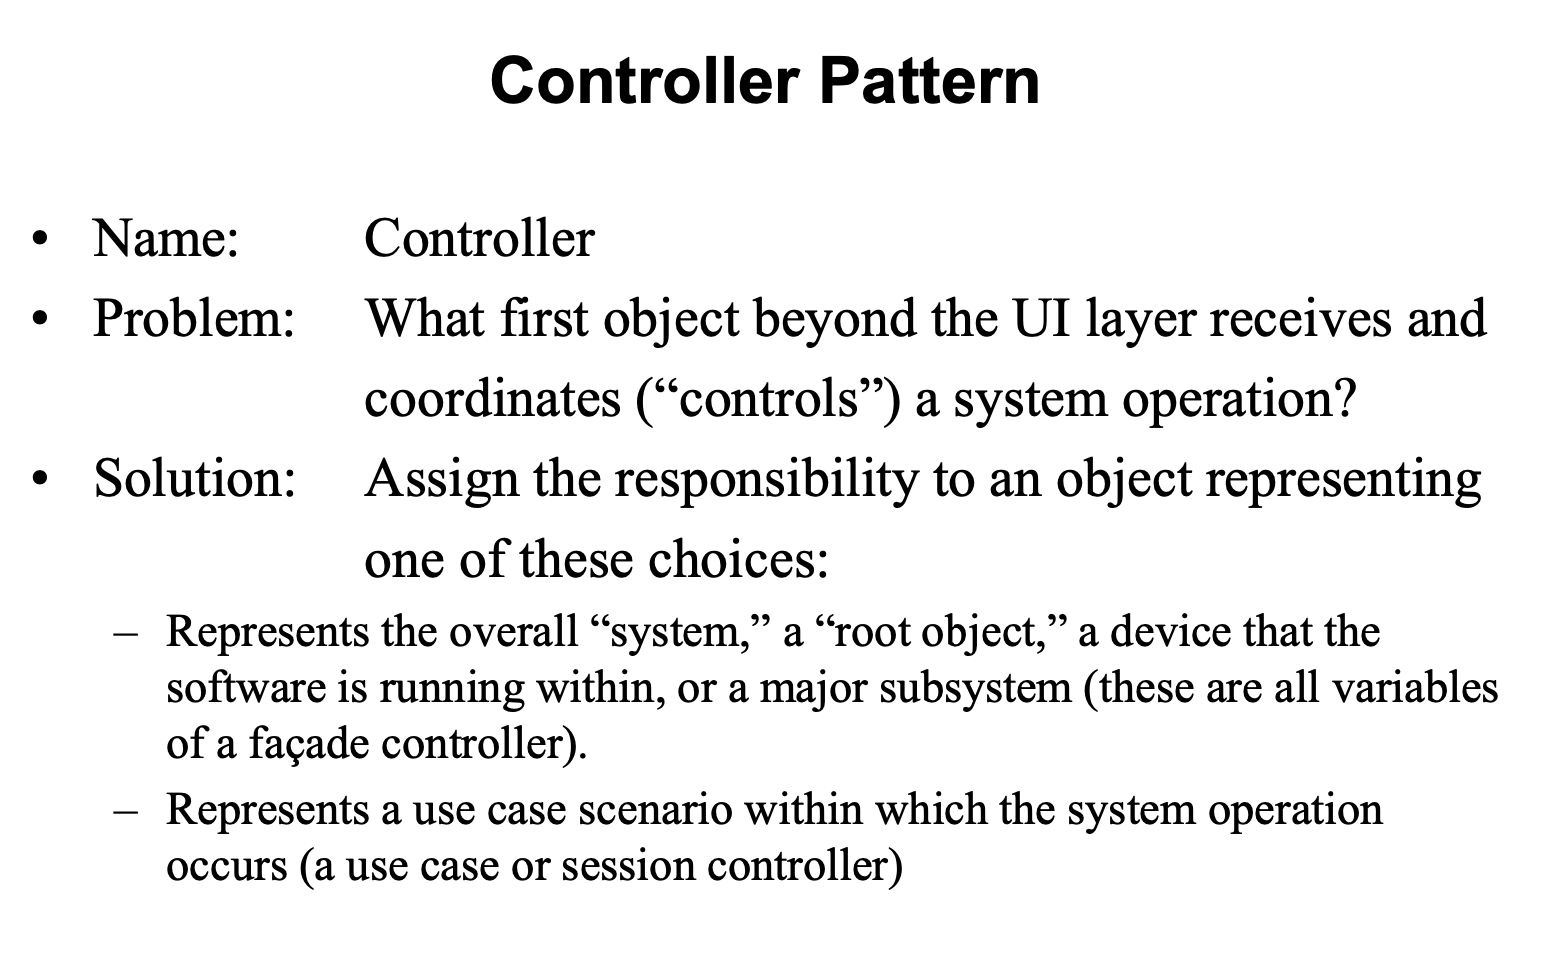 Controller Pattern
• Name: Controller
• Problem: What first object beyond the UI layer receives and
coordinates (“controls”) a system operation?
• Solution: Assign the responsibility to an object representing
one of these choices:
– Represents the overall “system,” a “root object,” a device that the
software is running within, or a major subsystem (these are all variables
of a façade controller).
– Represents a use case scenario within which the system operation
occurs (a use case or session controller)